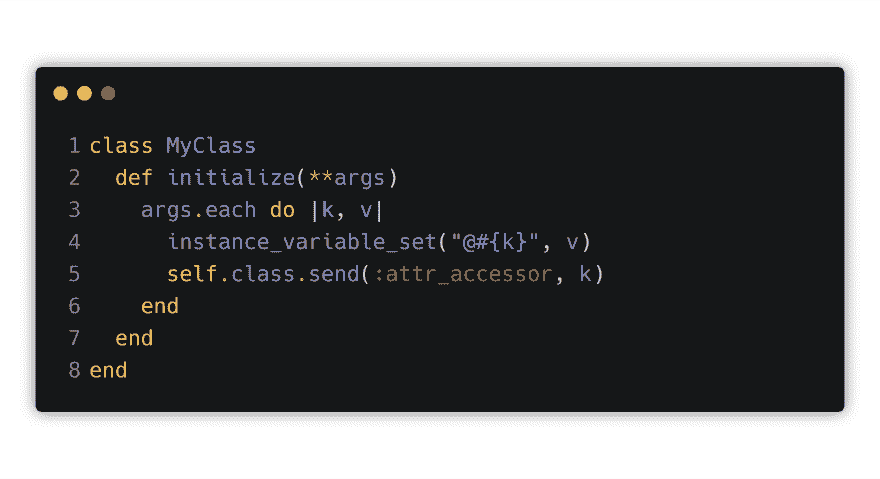 1 class MyClass
2   def initialize(**args)
3     args.each do |k, v|
4       instance_variable_set("@#{k}", v)
5       self.class.send(:attr_accessor, k)
6     end
7   end
8 end